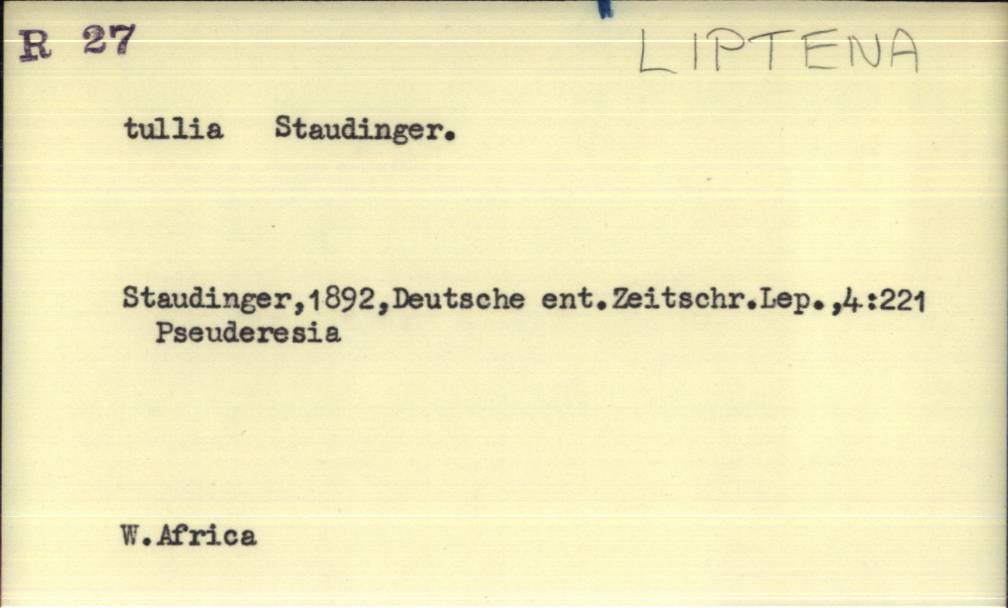 R 27
LIPTENA
tullia Staudinger.
Staudinger,1892,Deutsche ent.Zeitschr.Lep.,4:221
Pseuderesia
W.Africa